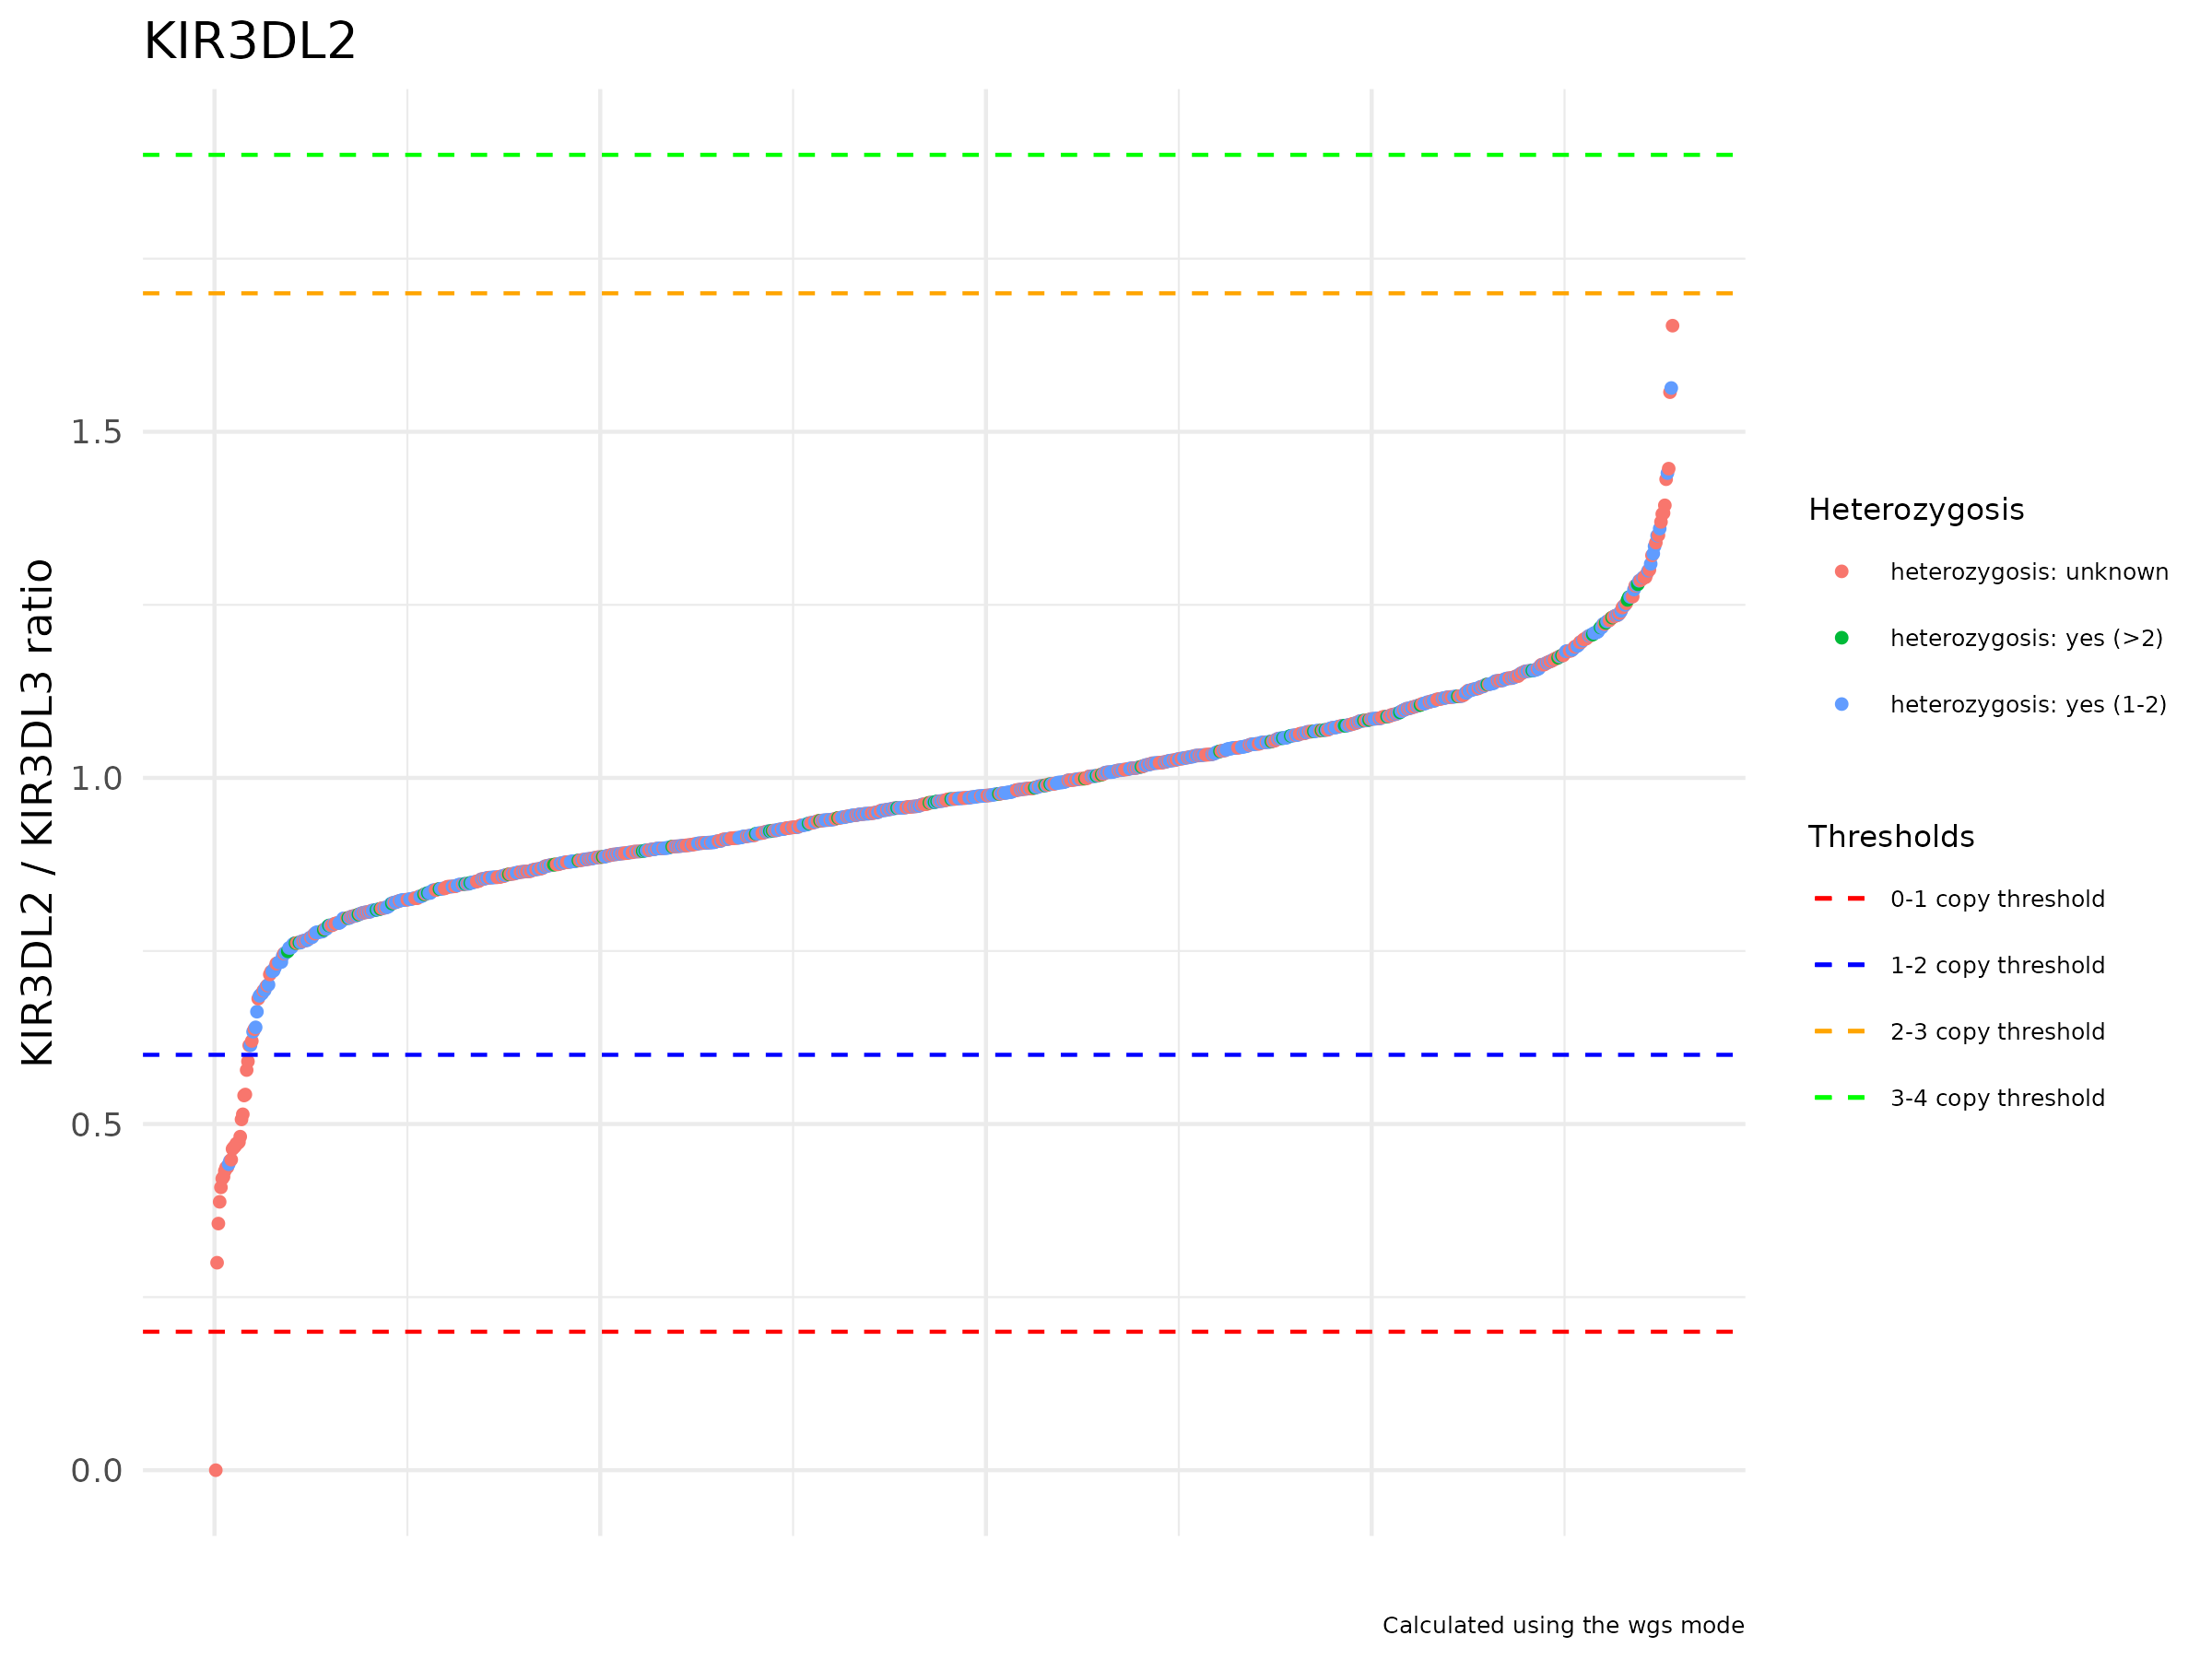 KIR3DL2
KIR3DL2 / KIR3DL3 ratio
1.5
1.0
0.5
0.0
Heterozygosis
heterozygosis: unknown
heterozygosis: yes (>2)
heterozygosis: yes (1-2)
Thresholds
0-1 copy threshold
1-2 copy threshold
2-3 copy threshold
3-4 copy threshold
Calculated using the wgs mode